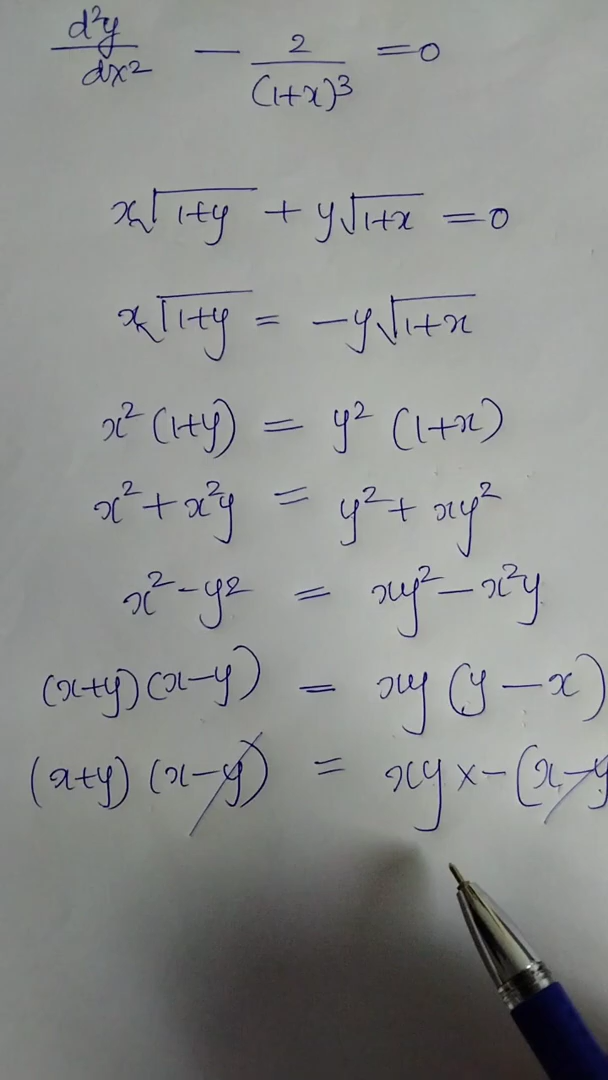 d²y/dx² - 2/(1+x)³ = 0
x√(1+y) + y√(1+x) = 0
x√(1+y) = -y√(1+x)
x² (1+y) = y² (1+x)
x² + x²y = y² + xy²
x² - y² = xy² - x²y
(x+y) (x-y) = xy (y - x)
(x+y) (x-y) = xy × - (x-y